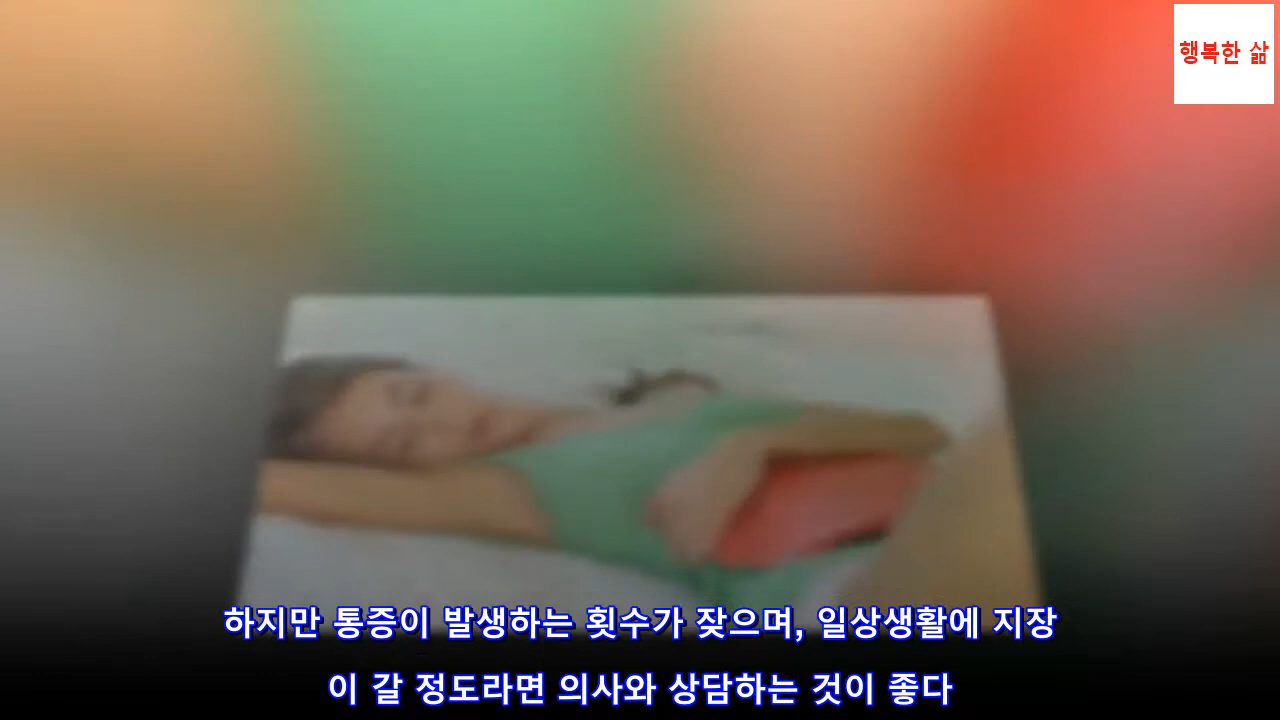 행복한 삶
하지만 통증이 발생하는 횟수가 잦으며, 일상생활에 지장
이 갈 정도라면 의사와 상담하는 것이 좋다